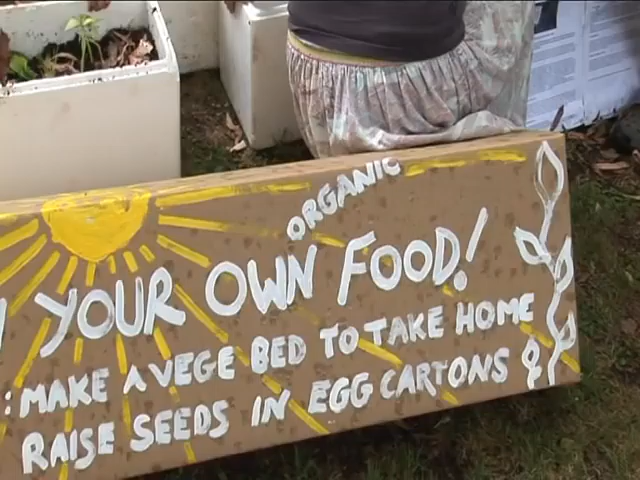 ORGANIC
YOUR OWN FOOD!
: MAKE A VEGE BED TO TAKE HOME
RAISE SEEDS IN EGG CARTONS